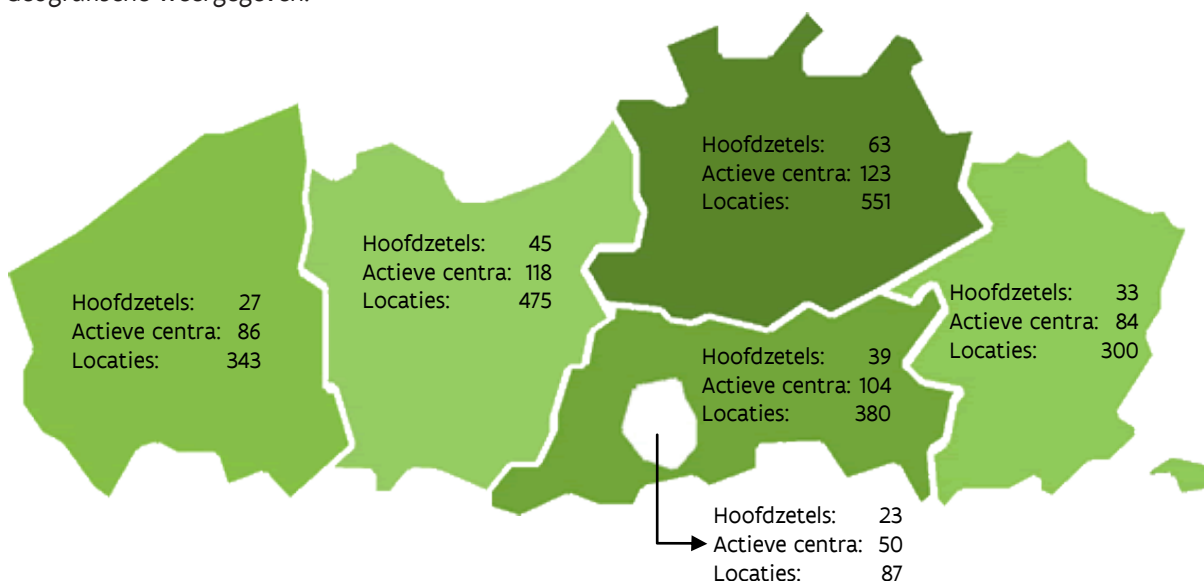 geografische weergegeven.
Hoofdzetels: 27
Actieve centra: 86
Locaties: 343
Hoofdzetels: 45
Actieve centra: 118
Locaties: 475
Hoofdzetels: 63
Actieve centra: 123
Locaties: 551
Hoofdzetels: 39
Actieve centra: 104
Locaties: 380
Hoofdzetels: 33
Actieve centra: 84
Locaties: 300
Hoofdzetels: 23
Actieve centra: 50
Locaties: 87